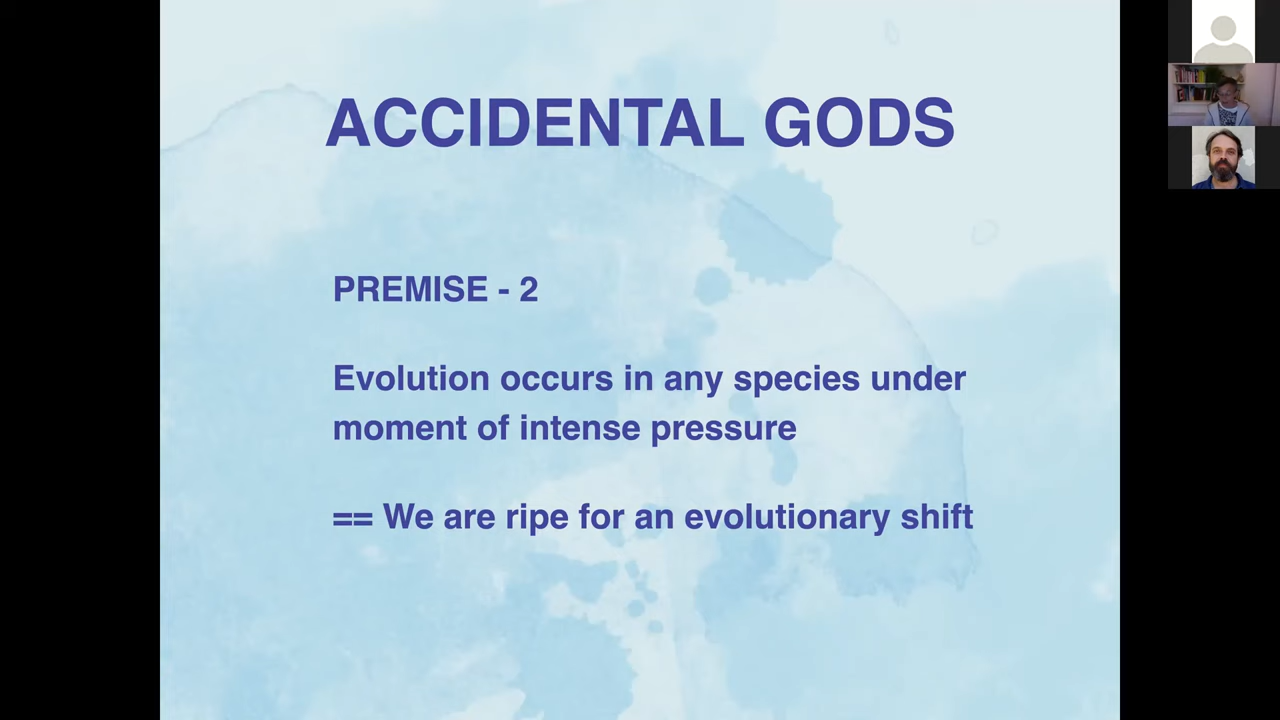 ACCIDENTAL GODS
PREMISE - 2
Evolution occurs in any species under
moment of intense pressure
== We are ripe for an evolutionary shift